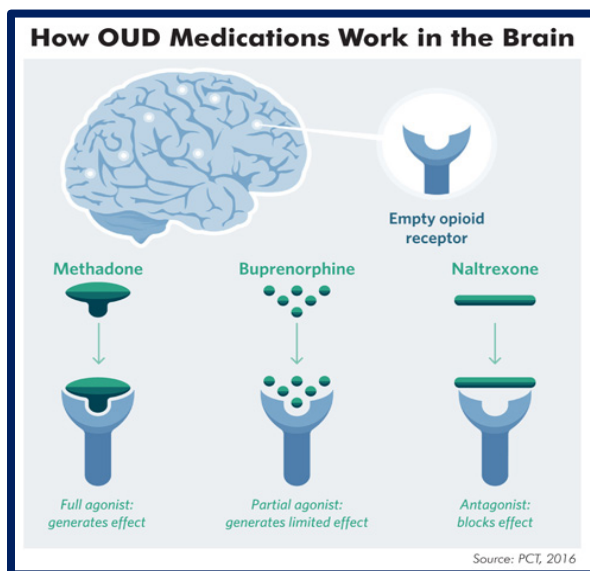 How OUD Medications Work in the Brain
Empty opioid
receptor
Methadone
Buprenorphine
Naltrexone
Full agonist:
generates effect
Partial agonist:
generates limited effect
Antagonist:
blocks effect
Source: PCT, 2016